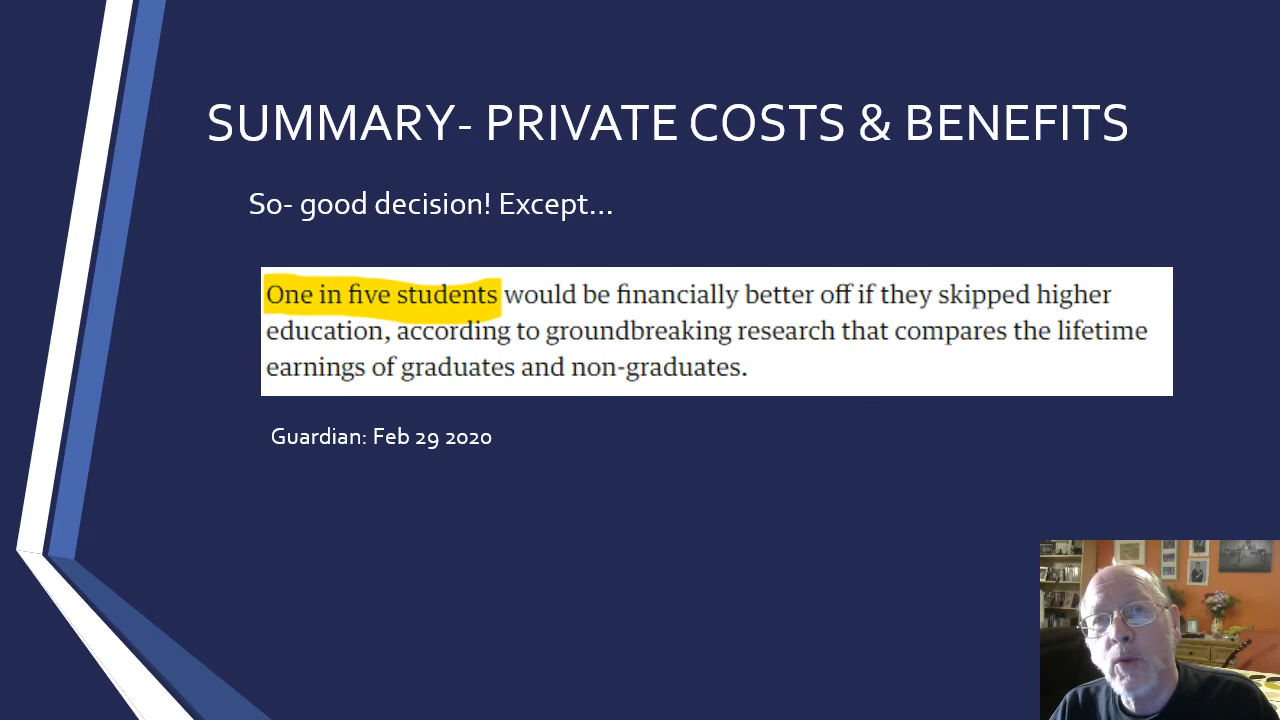 SUMMARY- PRIVATE COSTS & BENEFITS
So- good decision! Except...
One in five students would be financially better off if they skipped higher
education, according to groundbreaking research that compares the lifetime
earnings of graduates and non-graduates.
Guardian: Feb 29 2020